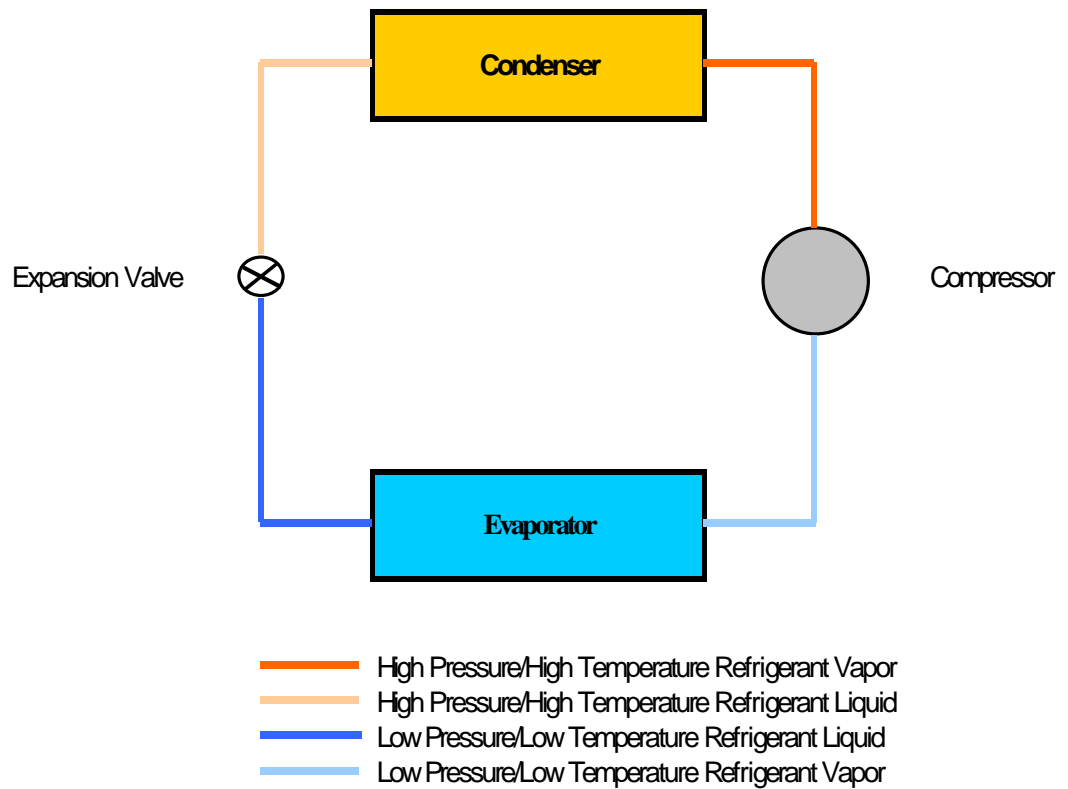 Condenser
Expansion Valve
Compressor
Evaporator
High Pressure/High Temperature Refrigerant Vapor
High Pressure/High Temperature Refrigerant Liquid
Low Pressure/Low Temperature Refrigerant Liquid
Low Pressure/Low Temperature Refrigerant Vapor